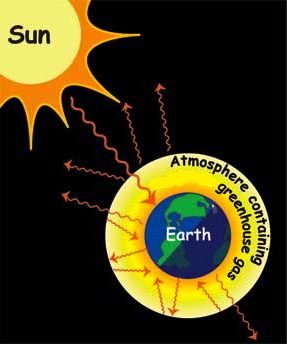 Sun
Atmosphere containing
greenhouse gas
Earth